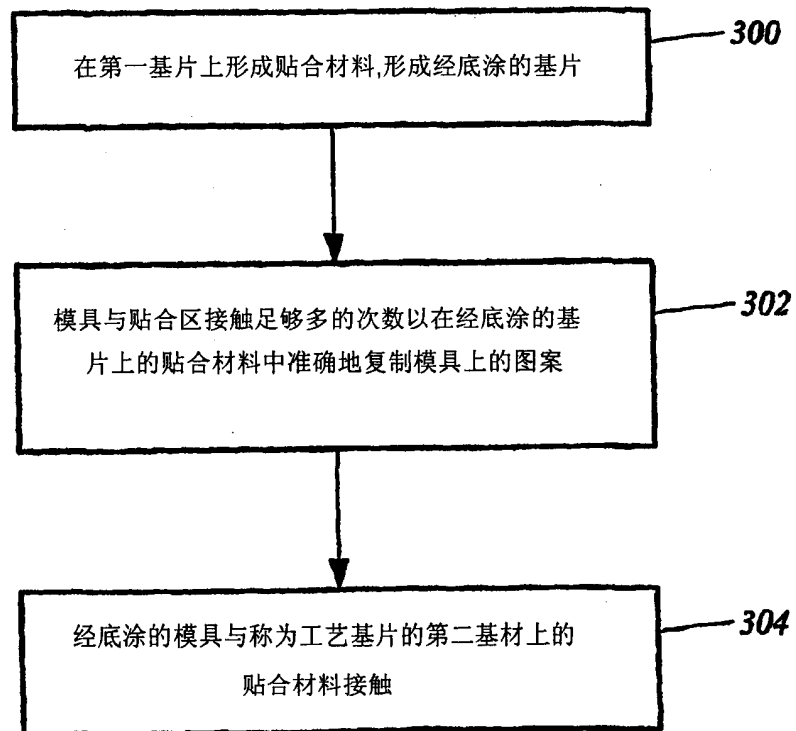 在第一基片上形成贴合材料,形成经底涂的基片
300
模具与贴合区接触足够多的次数以在经底涂的基
片上的贴合材料中准确地复制模具上的图案
302
经底涂的模具与称为工艺基片的第二基材上的
贴合材料接触
304